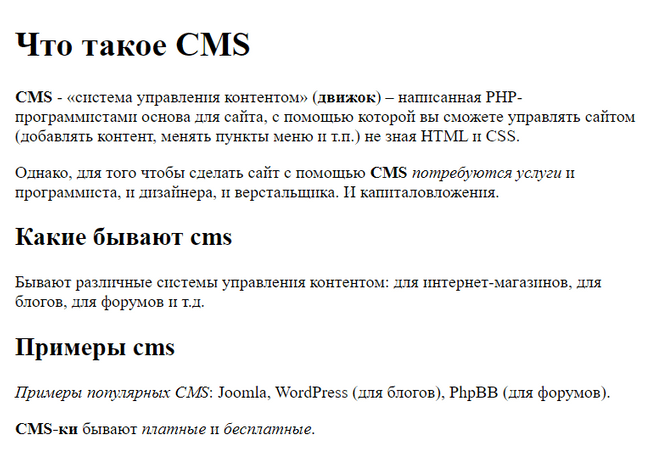 Что такое CMS
CMS - «система управления контентом» (движок) – написанная PHP-
программистами основа для сайта, с помощью которой вы сможете управлять сайтом
(добавлять контент, менять пункты меню и т.п.) не зная HTML и CSS.
Однако, для того чтобы сделать сайт с помощью CMS потребуются услуги и
программиста, и дизайнера, и верстальщика. И капиталовложения.
Какие бывают cms
Бывают различные системы управления контентом: для интернет-магазинов, для
блогов, для форумов и т.д.
Примеры cms
Примеры популярных CMS: Joomla, WordPress (для блогов), PhpBB (для форумов).
CMS-ки бывают платные и бесплатные.